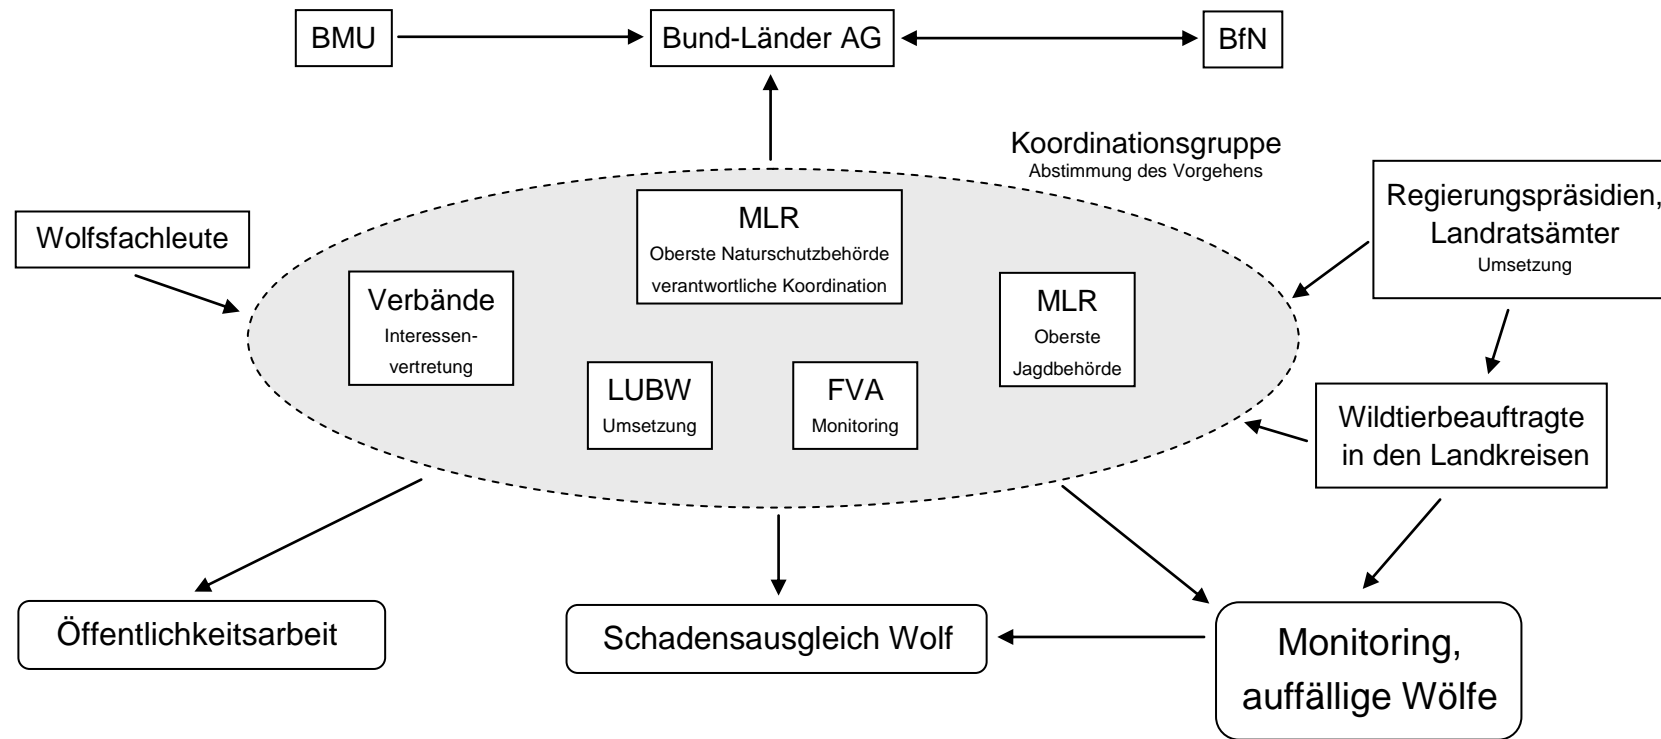 BMU
Bund-Länder AG
BfN
Koordinationsgruppe
Abstimmung des Vorgehens
Wolfsfachleute
MLR
Oberste Naturschutzbehörde
verantwortliche Koordination
Regierungspräsidien,
Landratsämter
Umsetzung
Verbände
Interessen-
vertretung
MLR
Oberste
Jagdbehörde
LUBW
Umsetzung
FVA
Monitoring
Wildtierbeauftragte
in den Landkreisen
Öffentlichkeitsarbeit
Schadensausgleich Wolf
Monitoring,
auffällige Wölfe